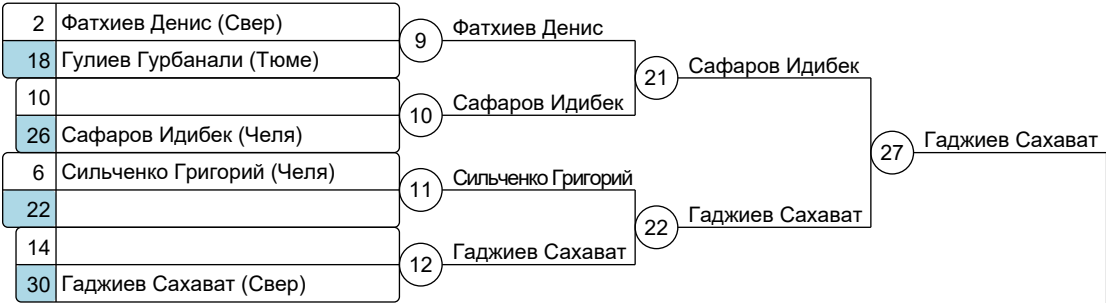 2 Фатхиев Денис (Свер)
18 Гулиев Гурбанали (Тюме)
10
26 Сафаров Идибек (Челя)
6 Сильченко Григорий (Челя)
22
14
30 Гаджиев Сахават (Свер)
9 Фатхиев Денис
10 Сафаров Идибек
11 Сильченко Григорий
12 Гаджиев Сахават
21 Сафаров Идибек
22 Гаджиев Сахават
27 Гаджиев Сахават